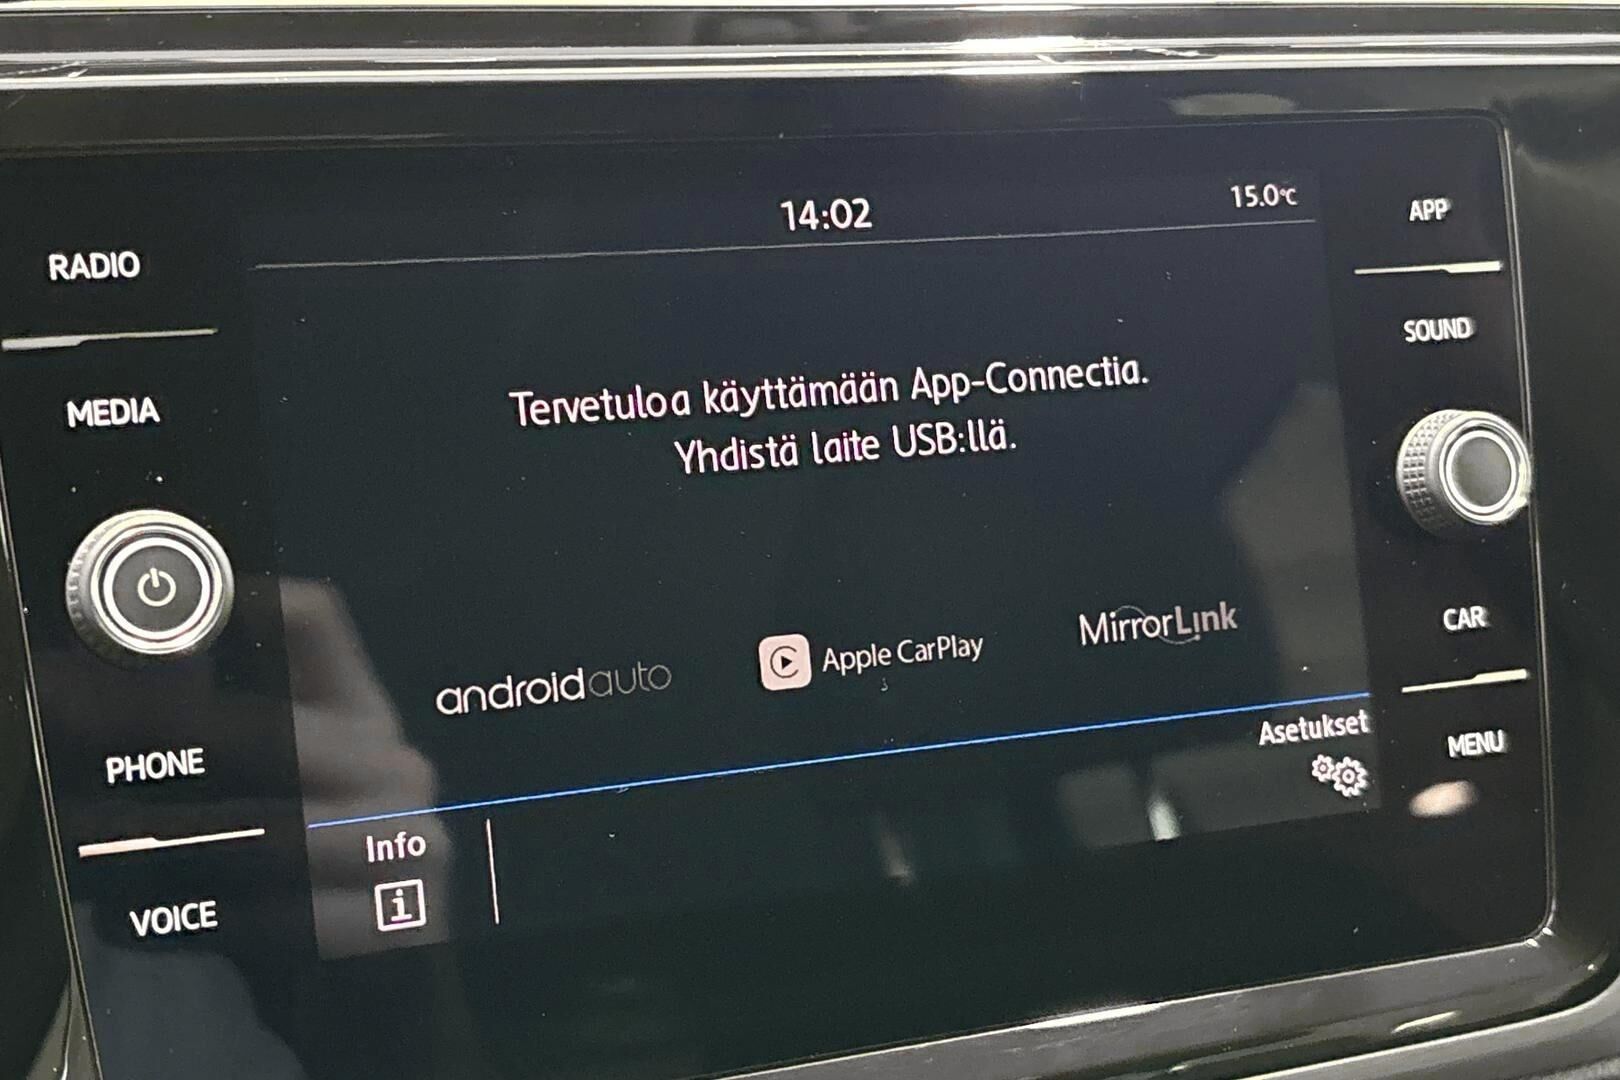 14:02
15.0°C
RADIO
MEDIA
PHONE
VOICE
Tervetuloa käyttämään App-Connectia.
Yhdistä laite USB:llä.
androidauto
Apple CarPlay
MirrorLink
Info
Asetukset
APP
SOUND
CAR
MENU